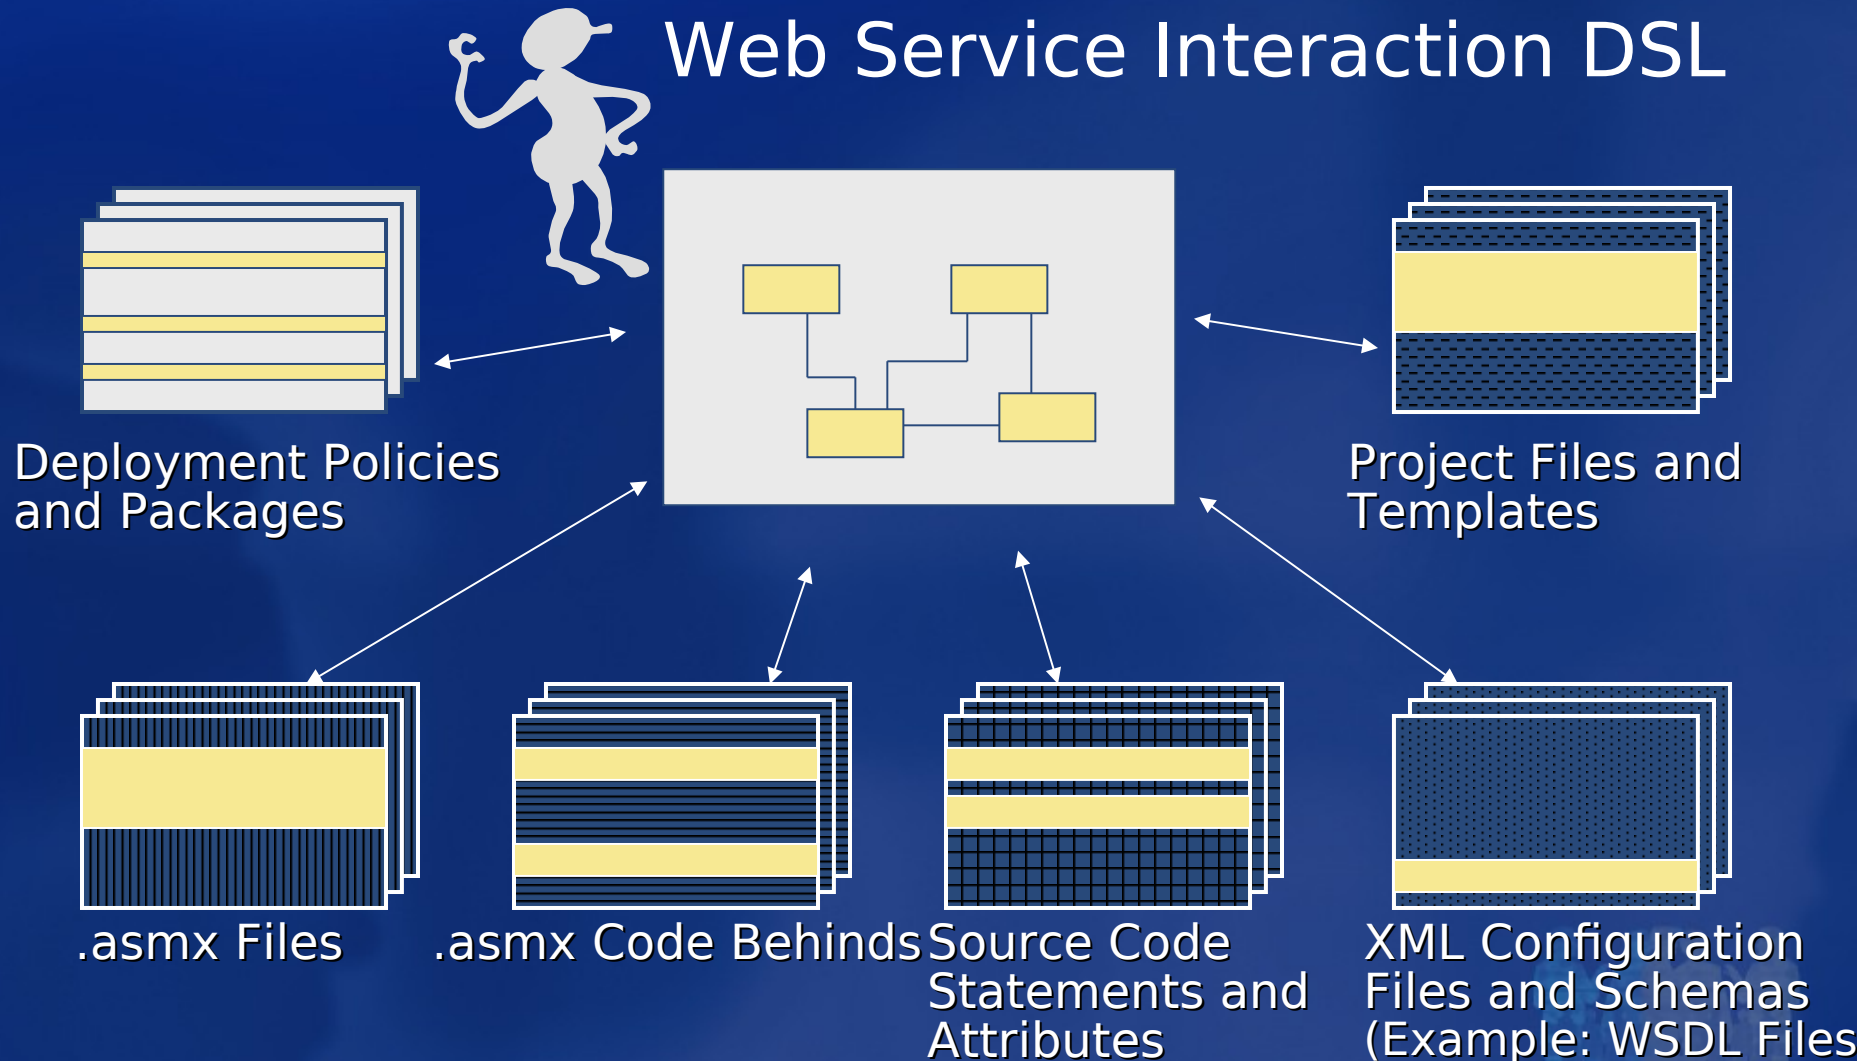 Web Service Interaction DSL
Deployment Policies
and Packages
Project Files and
Templates
.asmx Files
.asmx Code Behinds
Source Code
Statements and
Attributes
XML Configuration
Files and Schemas
(Example: WSDL Files